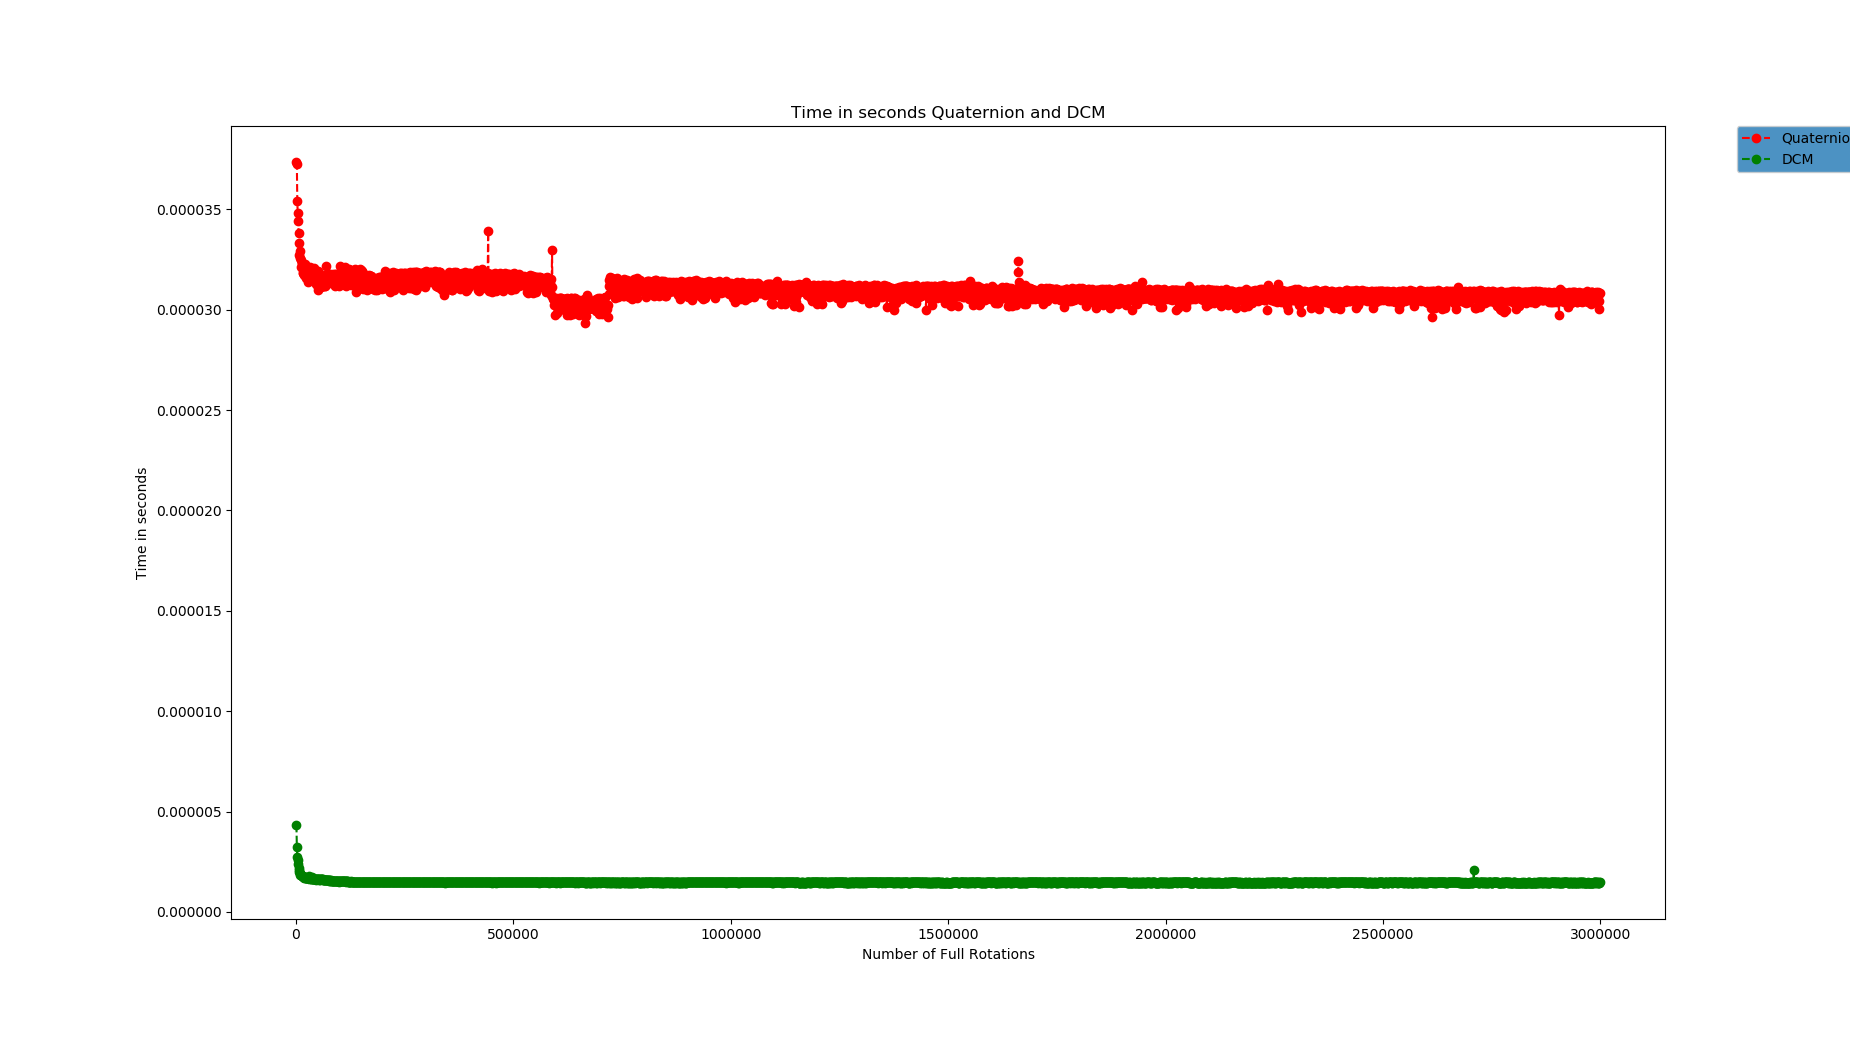 Time in seconds Quaternion and DCM
Quaternio
DCM
0.000035
0.000030
0.000025
0.000020
0.000015
0.000010
0.000005
0.000000
Time in seconds
0 500000 1000000 1500000 2000000 2500000 3000000
Number of Full Rotations